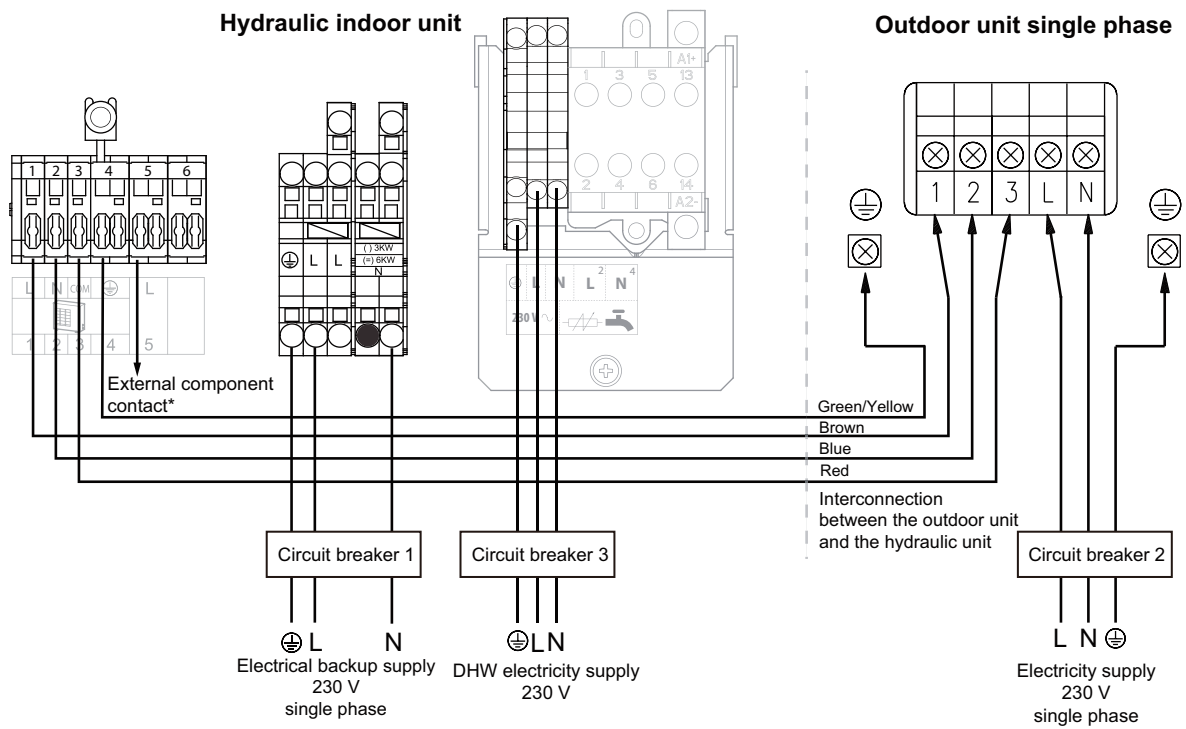 Hydraulic indoor unit
Outdoor unit single phase
A1+
1 3 5 13
2 4 6 14
A2-
1 2 3 4 5 6
L N COM L
1 2 3 4 5
External component
contact*
( ) 3KW
(=) 6KW
L L N
L N L 2 N 4
230 V ~
1 2 3 L N
Green/Yellow
Brown
Blue
Red
Interconnection
between the outdoor unit
and the hydraulic unit
Circuit breaker 1
Circuit breaker 3
Circuit breaker 2
L N
Electrical backup supply
230 V
single phase
L N
DHW electricity supply
230 V
L N
Electricity supply
230 V
single phase